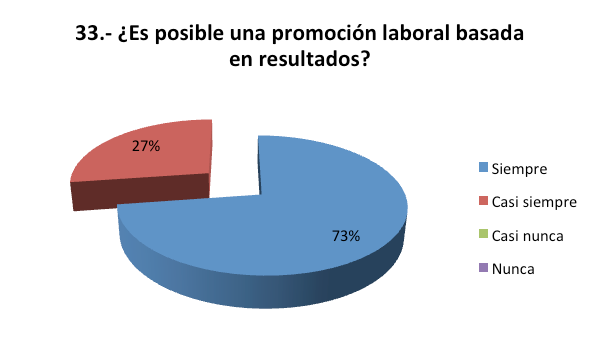 33.- ¿Es posible una promoción laboral basada
en resultados?
27%
73%
Siempre
Casi siempre
Casi nunca
Nunca